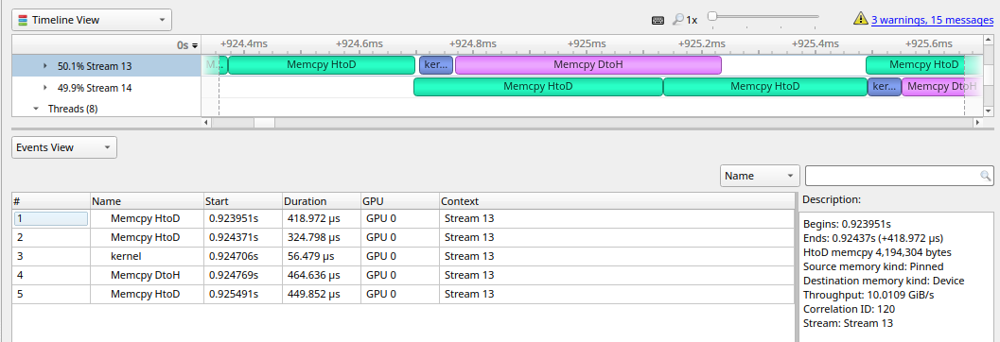 Timeline View
1x
3 warnings, 15 messages
0s
+924.4ms
+924.6ms
+924.8ms
+925ms
+925.2ms
+925.4ms
+925.6ms
50.1% Stream 13
M...
Memcpy HtoD
ker...
Memcpy DtoH
Memcpy HtoD
49.9% Stream 14
Memcpy HtoD
Memcpy HtoD
ker...
Memcpy DtoH
Threads (8)
Events View
Name
# Name Start Duration GPU Context
1 Memcpy HtoD 0.923951s 418.972 μs GPU 0 Stream 13
2 Memcpy HtoD 0.924371s 324.798 μs GPU 0 Stream 13
3 kernel 0.924706s 56.479 μs GPU 0 Stream 13
4 Memcpy DtoH 0.924769s 464.636 μs GPU 0 Stream 13
5 Memcpy HtoD 0.925491s 449.852 μs GPU 0 Stream 13
Description:
Begins: 0.923951s
Ends: 0.92437s (+418.972 μs)
HtoD memcpy 4,194,304 bytes
Source memory kind: Pinned
Destination memory kind: Device
Throughput: 10.0109 GiB/s
Correlation ID: 120
Stream: Stream 13